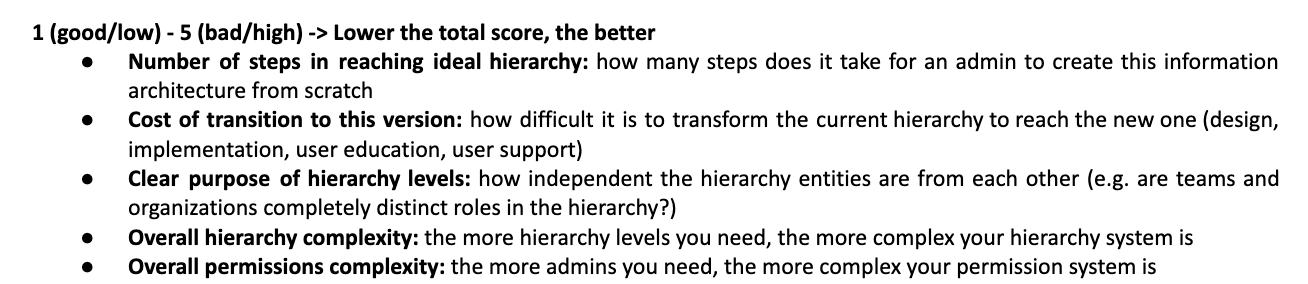 1 (good/low) - 5 (bad/high) -> Lower the total score, the better
● Number of steps in reaching ideal hierarchy: how many steps does it take for an admin to create this information
architecture from scratch
● Cost of transition to this version: how difficult it is to transform the current hierarchy to reach the new one (design,
implementation, user education, user support)
● Clear purpose of hierarchy levels: how independent the hierarchy entities are from each other (e.g. are teams and
organizations completely distinct roles in the hierarchy?)
● Overall hierarchy complexity: the more hierarchy levels you need, the more complex your hierarchy system is
● Overall permissions complexity: the more admins you need, the more complex your permission system is